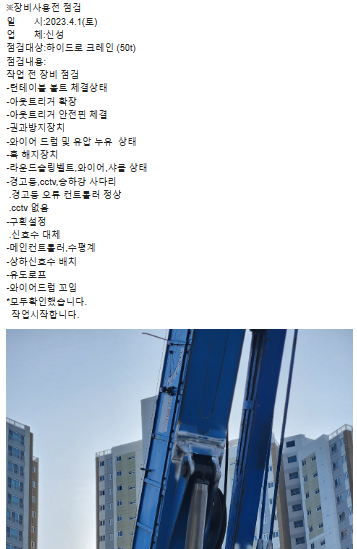 ※장비사용전 점검
일 시:2023.4.1(토)
업 체:신성
점검대상:하이드로 크레인 (50t)
점검내용:
작업 전 장비 점검
-턴테이블 볼트 체결상태
-아웃트리거 확장
-아웃트리거 안전핀 체결
-권과방지장치
-와이어 드럼 및 유압 누유 상태
-훅 해지장치
-라운드슬링벨트,와이어,샤클 상태
-경고등,cctv,승하강 사다리
.경고등 오류 컨트롤러 정상
.cctv 없음
-구획설정
.신호수 대체
-메인컨트롤러,수평계
-상하신호수 배치
-유도로프
-와이어드럼 꼬임
*모두확인했습니다.
작업시작합니다.